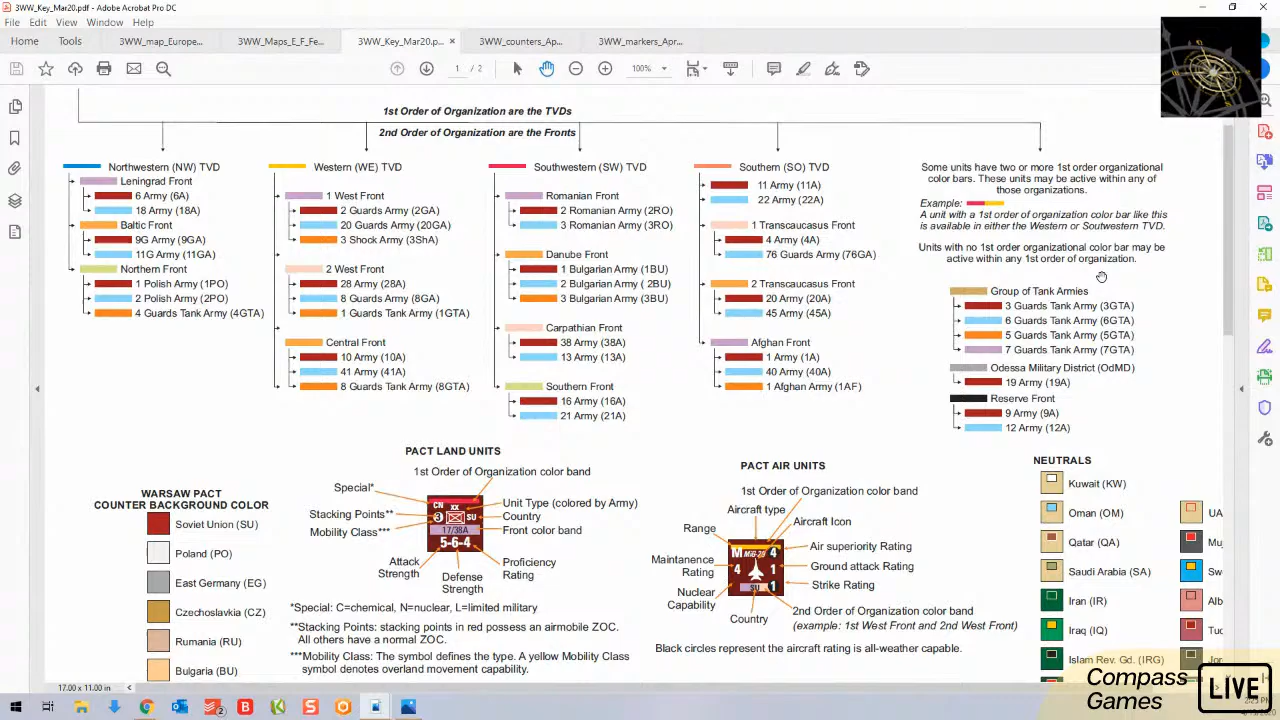 3WW_Key_Mar20.pdf - Adobe Acrobat Pro DC
File Edit View Window Help
Home Tools 3WW_map_Europe... 3WW_Maps_E_F_Fe... 3WW_Key_Mar20.p... × 3WW_counters_Ap... 3WW_markers_Apr...
1 / 2 100%
1st Order of Organization are the TVDs
2nd Order of Organization are the Fronts
Northwestern (NW) TVD
Leningrad Front
6 Army (6A)
18 Army (18A)
Baltic Front
9G Army (9GA)
11G Army (11GA)
Northern Front
1 Polish Army (1PO)
2 Polish Army (2PO)
4 Guards Tank Army (4GTA)
Western (WE) TVD
1 West Front
2 Guards Army (2GA)
20 Guards Army (20GA)
3 Shock Army (3ShA)
2 West Front
28 Army (28A)
8 Guards Army (8GA)
1 Guards Tank Army (1GTA)
Central Front
10 Army (10A)
41 Army (41A)
8 Guards Tank Army (8GTA)
Southwestern (SW) TVD
Romanian Front
2 Romanian Army (2RO)
3 Romanian Army (3RO)
Danube Front
1 Bulgarian Army (1BU)
2 Bulgarian Army ( 2BU)
3 Bulgarian Army (3BU)
Carpathian Front
38 Army (38A)
13 Army (13A)
Southern Front
16 Army (16A)
21 Army (21A)
Southern (SO) TVD
11 Army (11A)
22 Army (22A)
1 Transcaucus Front
4 Army (4A)
76 Guards Army (76GA)
2 Transcaucus Front
20 Army (20A)
45 Army (45A)
Afghan Front
1 Army (1A)
40 Army (40A)
1 Afghan Army (1AF)
Some units have two or more 1st order organizational
color bars. These units may be active within any of
those organizations.
Example:
A unit with a 1st order of organization color bar like this
is available in either the Western or Soutwestern TVD.
Units with no 1st order organizational color bar may be
active within any 1st order of organization.
Group of Tank Armies
3 Guards Tank Army (3GTA)
6 Guards Tank Army (6GTA)
5 Guards Tank Army (5GTA)
7 Guards Tank Army (7GTA)
Odessa Military District (OdMD)
19 Army (19A)
Reserve Front
9 Army (9A)
12 Army (12A)
WARSAW PACT
COUNTER BACKGROUND COLOR
Soviet Union (SU)
Poland (PO)
East Germany (EG)
Czechoslavkia (CZ)
Rumania (RU)
Bulgaria (BU)
PACT LAND UNITS
1st Order of Organization color band
Special*
Stacking Points**
Mobility Class***
Attack
Strength
Defense
Strength
Proficiency
Rating
Unit Type (colored by Army)
Country
Front color band
CN xx
3 SU
17/38A
5-6-4
*Special: C=chemical, N=nuclear, L=limited military
**Stacking Points: stacking points in red possess an airmobile ZOC.
All others have a normal ZOC.
***Mobility Class: The symbol defines the type. A yellow Mobility Class
symbol denotes overland movement capability.
PACT AIR UNITS
1st Order of Organization color band
Aircraft type
Aircraft Icon
Range
Air superiority Rating
Maintanence
Rating
Ground attack Rating
Strike Rating
Nuclear
Capability
Country
M MiG-29 4
4 1
SU 1
2nd Order of Organization color band
(example: 1st West Front and 2nd West Front)
Black circles represent the aircraft rating is all-weather capable.
NEUTRALS
Kuwait (KW)
Oman (OM)
Qatar (QA)
Saudi Arabia (SA)
Iran (IR)
Iraq (IQ)
Islam Rev. Gd. (IRG)
UA
Muj
Swe
Alb
Tud
Jor
17.00 x 11.00 in
Compass
Games
LIVE